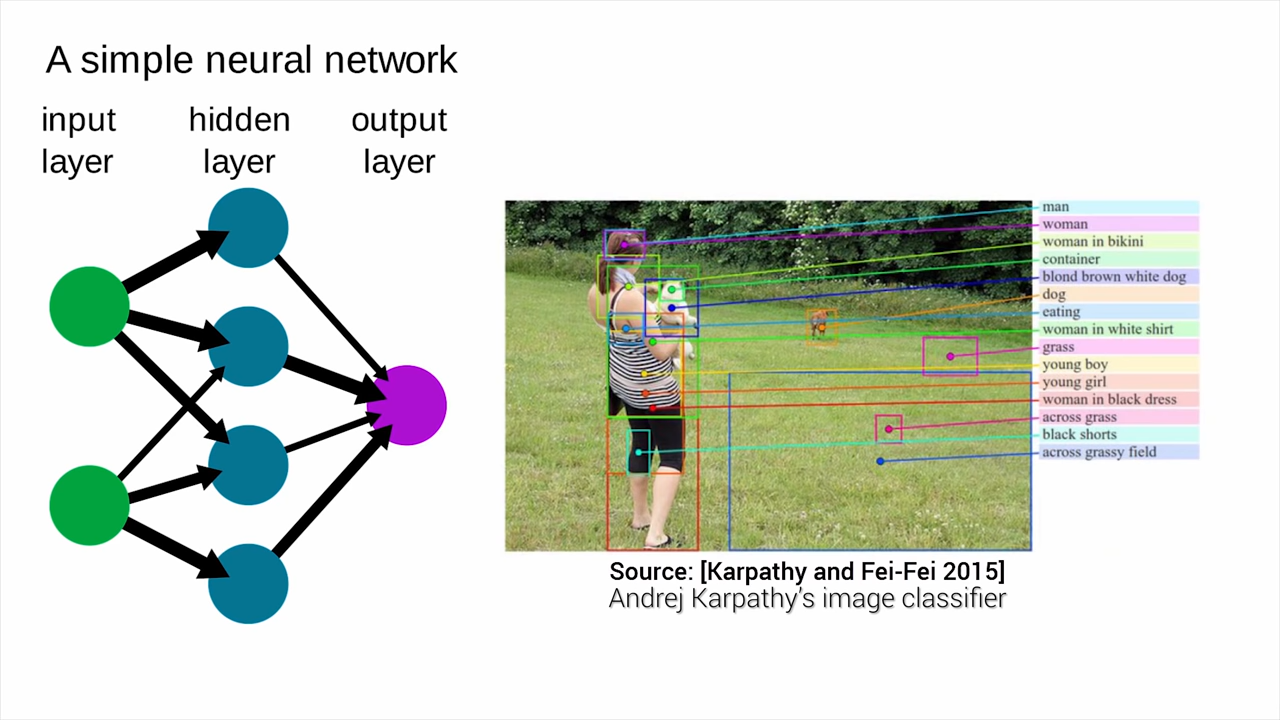 A simple neural network
input layer
hidden layer
output layer
man
woman
woman in bikini
container
blond brown white dog
dog
eating
woman in white shirt
grass
young boy
young girl
woman in black dress
across grass
black shorts
across grassy field
Source: [Karpathy and Fei-Fei 2015]
Andrej Karpathy's image classifier